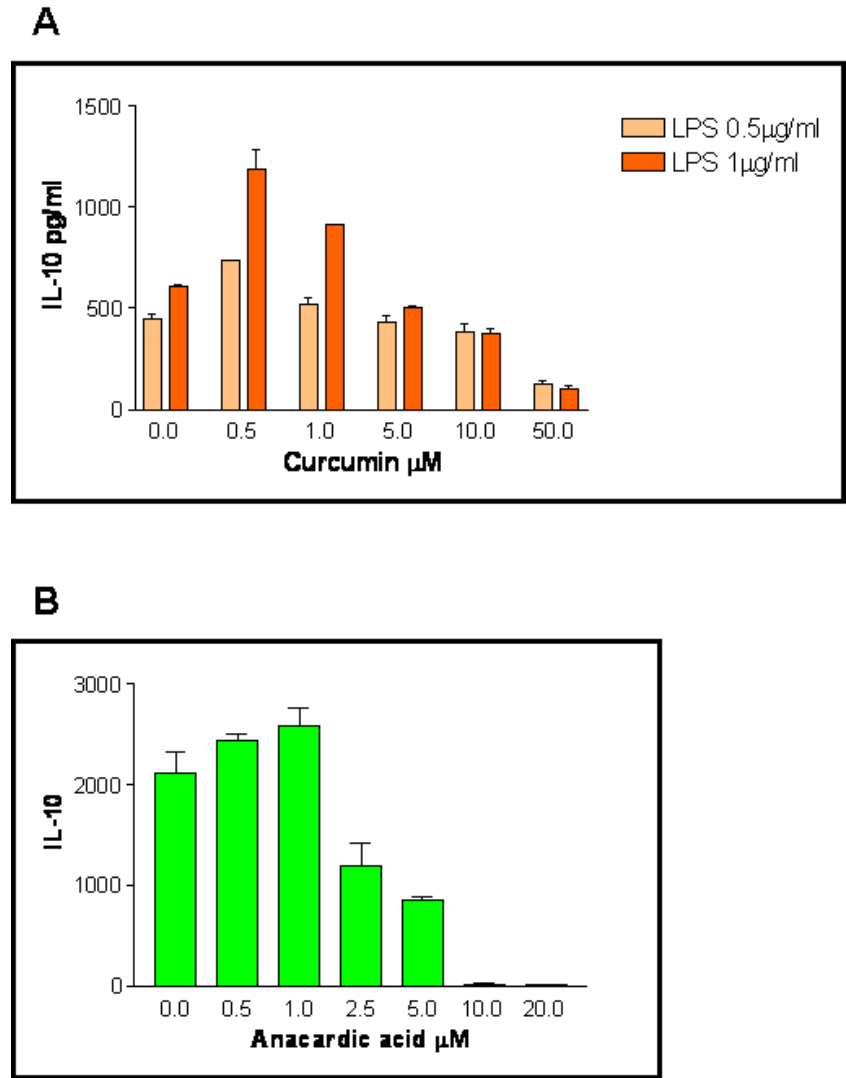 A
1500
1000
500
0
IL-10 pg/ml
LPS 0.5μg/ml
LPS 1μg/ml
0.0 0.5 1.0 5.0 10.0 50.0
Curcumin μM
B
3000
2000
1000
0
IL-10
0.0 0.5 1.0 2.5 5.0 10.0 20.0
Anacardic acid μM